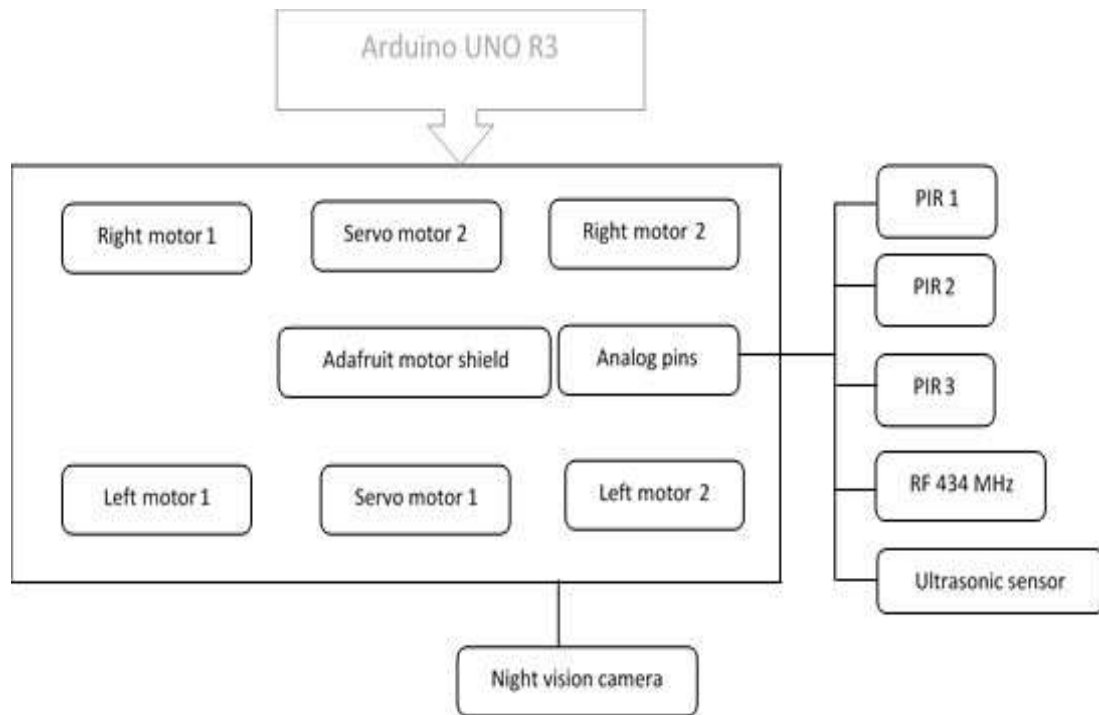 Arduino UNO R3
Right motor 1
Servo motor 2
Right motor 2
Adafruit motor shield
Analog pins
Left motor 1
Servo motor 1
Left motor 2
PIR 1
PIR 2
PIR 3
RF 434 MHz
Ultrasonic sensor
Night vision camera